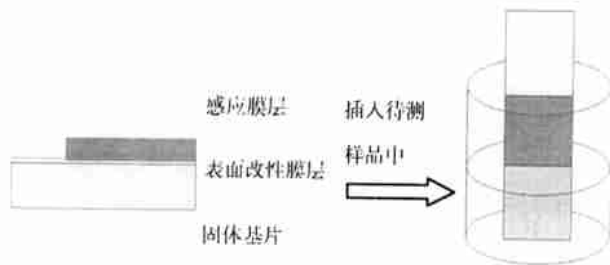 感应膜层
表面改性膜层
固体基片
插入待测
样品中